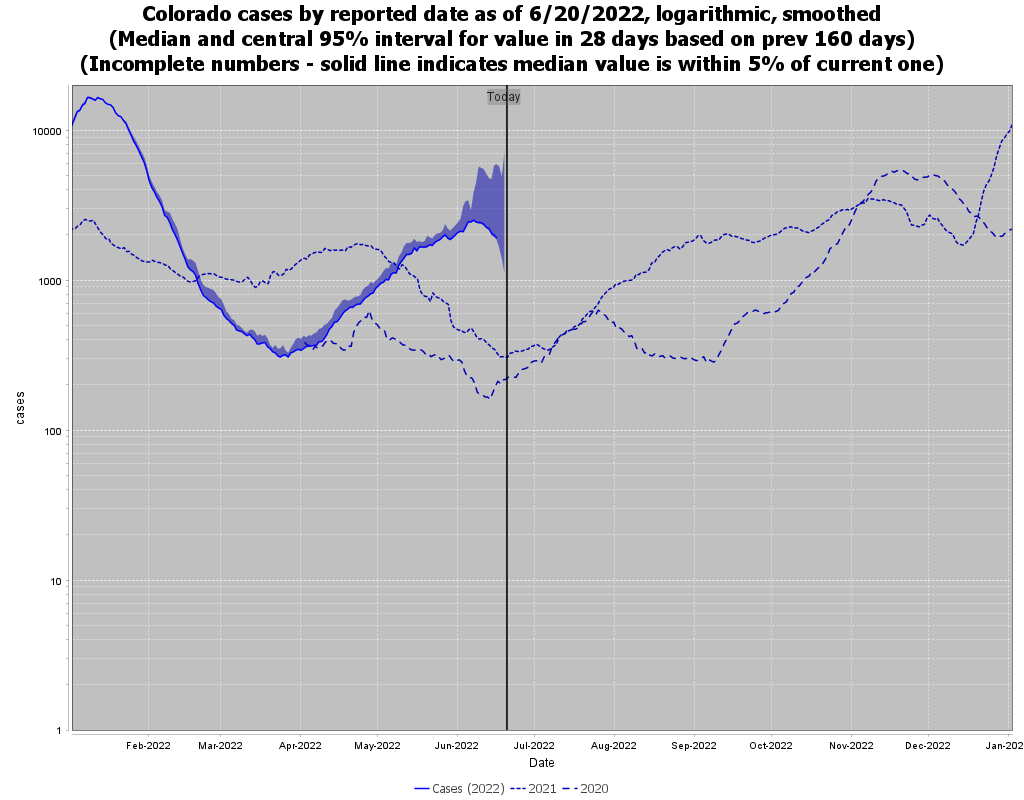 Colorado cases by reported date as of 6/20/2022, logarithmic, smoothed
(Median and central 95% interval for value in 28 days based on prev 160 days)
(Incomplete numbers - solid line indicates median value is within 5% of current one)
Today
10000
1000
100
10
1
cases
Feb-2022 Mar-2022 Apr-2022 May-2022 Jun-2022 Jul-2022 Aug-2022 Sep-2022 Oct-2022 Nov-2022 Dec-2022 Jan-202
Date
Cases (2022) 2021 2020